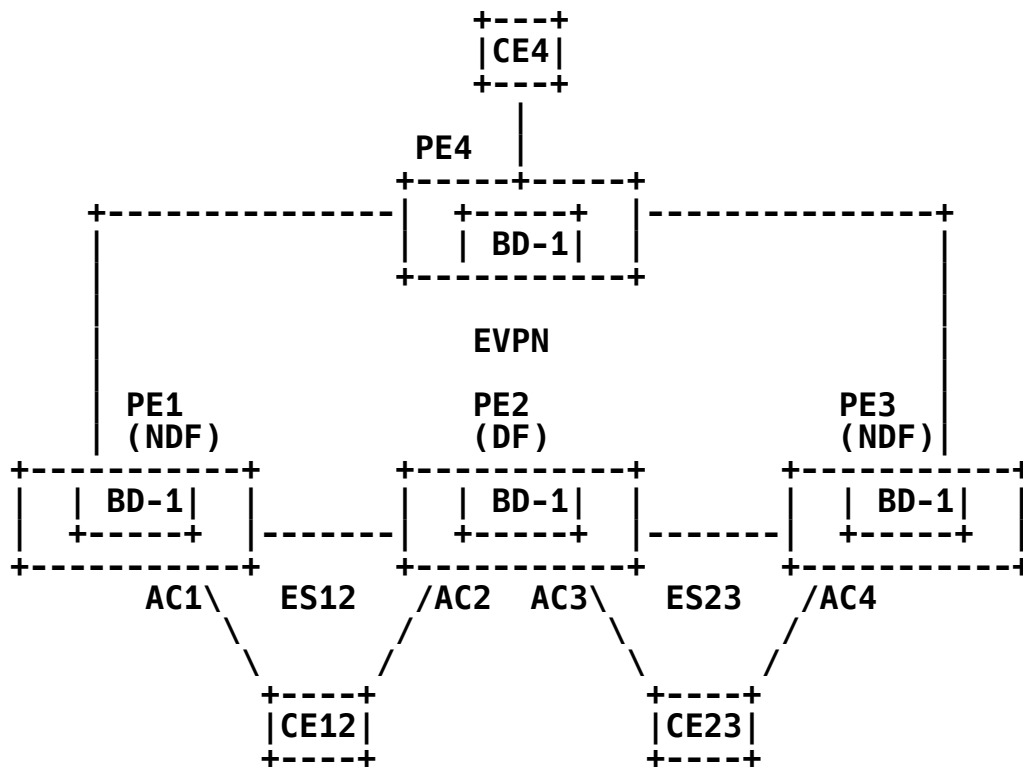 CE4
PE4
BD-1
EVPN
PE1 PE2 PE3
(NDF) (DF) (NDF)
BD-1 BD-1 BD-1
AC1 ES12 AC2 AC3 ES23 AC4
CE12 CE23